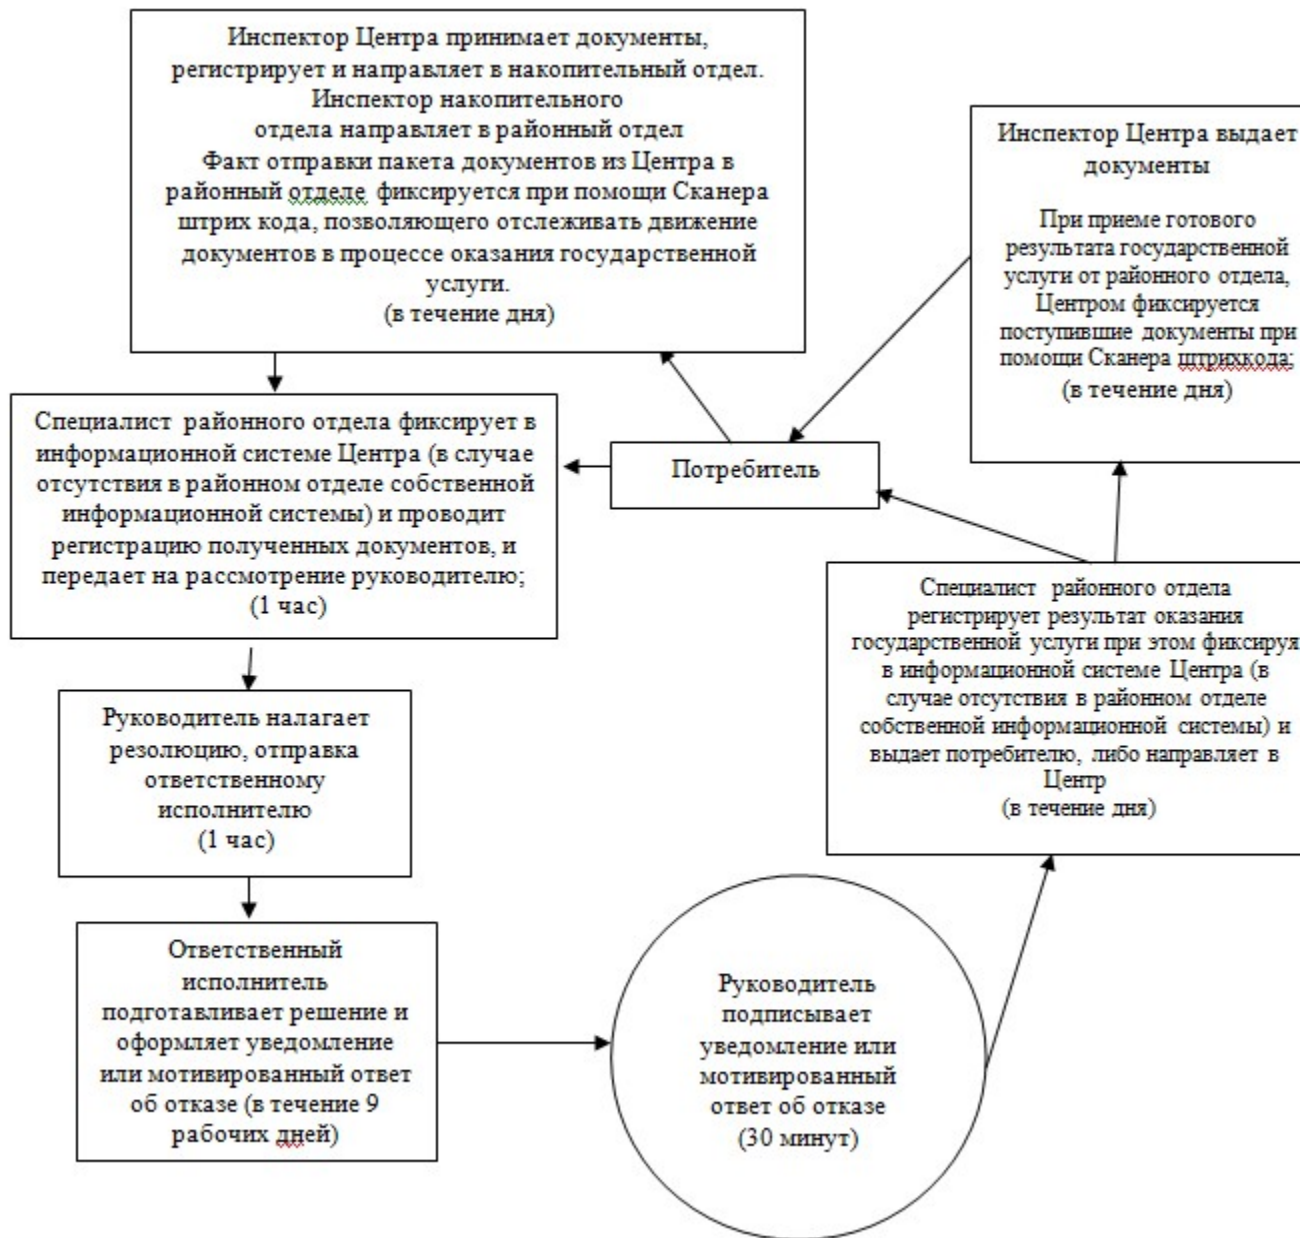 Инспектор Центра принимает документы,
регистрирует и направляет в накопительный отдел.
Инспектор накопительного
отдела направляет в районный отдел
Факт отправки пакета документов из Центра в
районный отделе фиксируется при помощи Сканера
штрих кода, позволяющего отслеживать движение
документов в процессе оказания государственной
услуги.
(в течение дня)
Инспектор Центра выдает
документы
При приеме готового
результата государственной
услуги от районного отдела,
Центром фиксируется
поступившие документы при
помощи Сканера штрихкода;
(в течение дня)
Специалист районного отдела фиксирует в
информационной системе Центра (в случае
отсутствия в районном отделе собственной
информационной системы) и проводит
регистрацию полученных документов, и
передает на рассмотрение руководителю;
(1 час)
Потребитель
Специалист районного отдела
регистрирует результат оказания
государственной услуги при этом фиксируя
в информационной системе Центра (в
случае отсутствия в районном отделе
собственной информационной системы) и
выдает потребителю, либо направляет в
Центр
(в течение дня)
Руководитель налагает
резолюцию, отправка
ответственному
исполнителю
(1 час)
Ответственный
исполнитель
подготавливает решение и
оформляет уведомление
или мотивированный ответ
об отказе (в течение 9
рабочих дней)
Руководитель
подписывает
уведомление или
мотивированный
ответ об отказе
(30 минут)